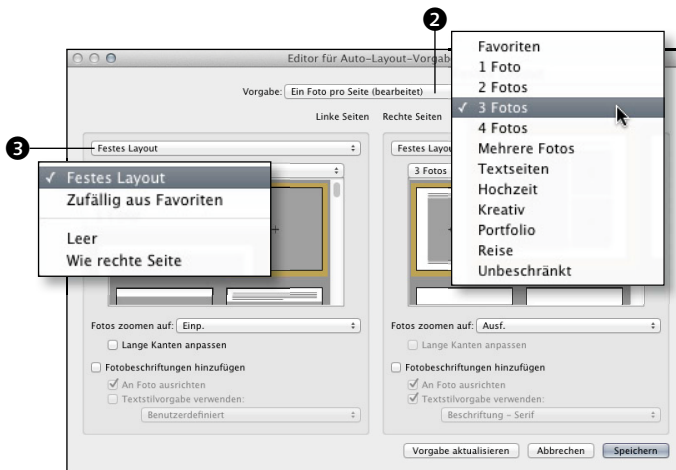 ❷
Editor für Auto-Layout-Vorgab
Vorgabe: Ein Foto pro Seite (bearbeitet)
Linke Seiten Rechte Seiten
❸
Festes Layout
Festes Layou
3 Fotos
✓ Festes Layout
Zufällig aus Favoriten
Leer
Wie rechte Seite
Favoriten
1 Foto
2 Fotos
✓ 3 Fotos
4 Fotos
Mehrere Fotos
Textseiten
Hochzeit
Kreativ
Portfolio
Reise
Unbeschränkt
Fotos zoomen auf: Einp.
Lange Kanten anpassen
Fotobeschriftungen hinzufügen
An Foto ausrichten
Textstilvorgabe verwenden:
Benutzerdefiniert
Fotos zoomen auf: Ausf.
Lange Kanten anpassen
Fotobeschriftungen hinzufügen
An Foto ausrichten
Textstilvorgabe verwenden:
Beschriftung – Serif
Vorgabe aktualisieren Abbrechen Speichern